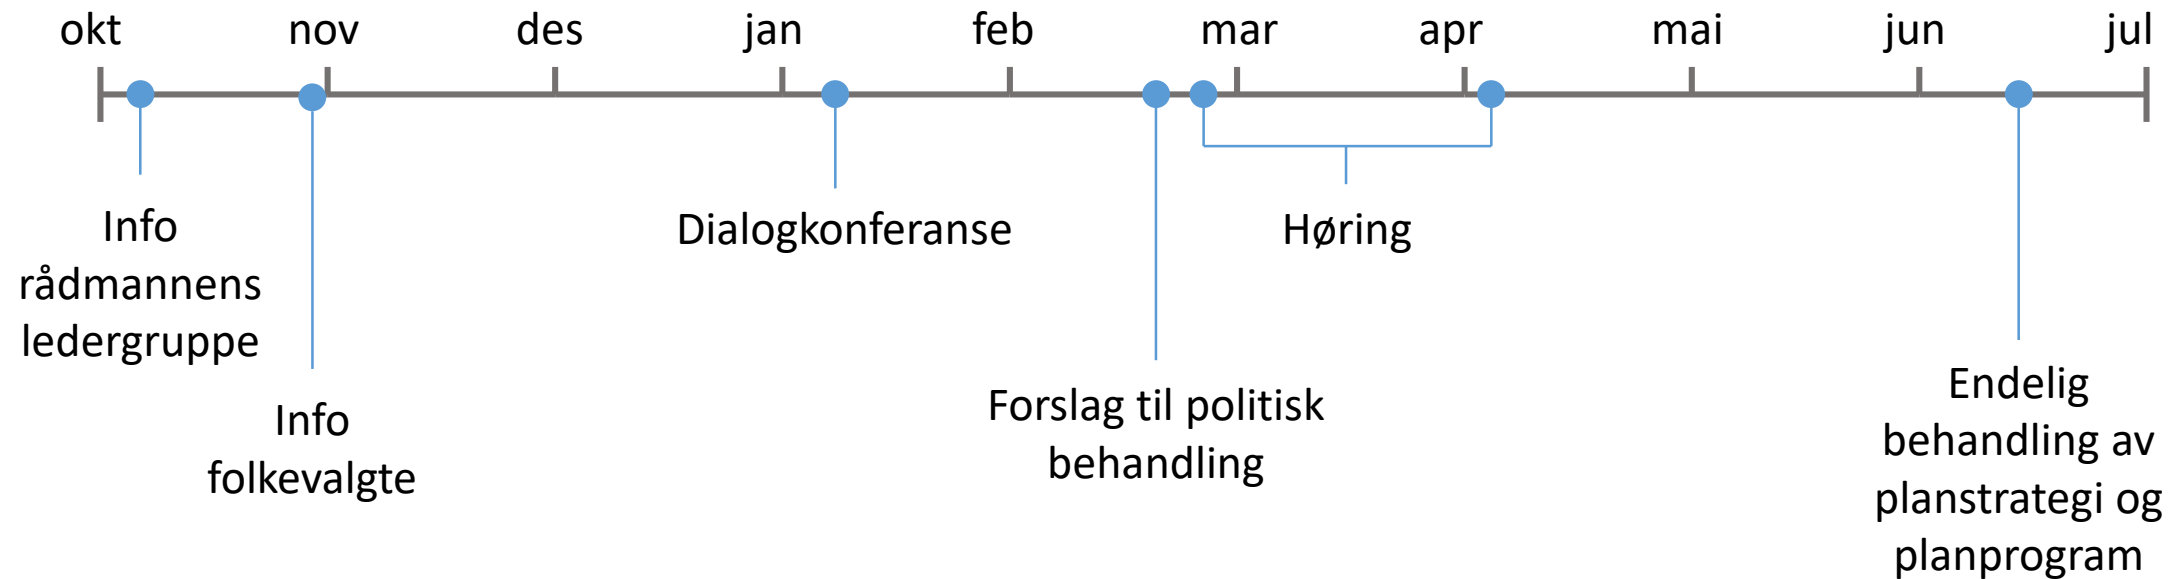 okt nov des jan feb mar apr mai jun jul
Info
rådmannens
ledergruppe
Info
folkevalgte
Dialogkonferanse
Forslag til politisk
behandling
Høring
Endelig
behandling av
planstrategi og
planprogram